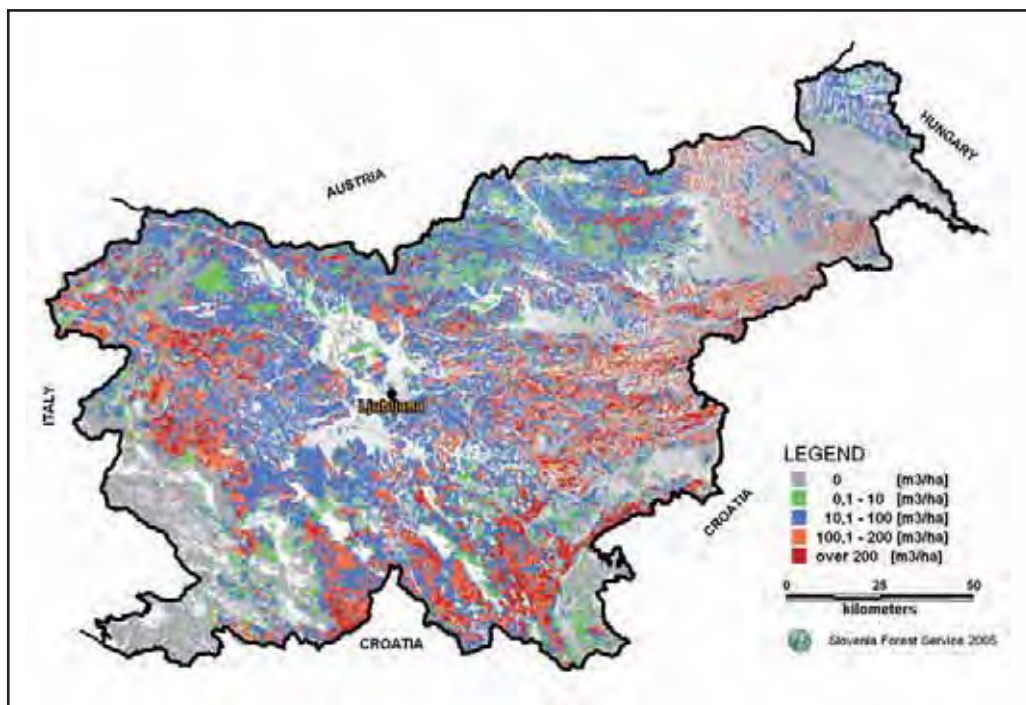 AUSTRIA
HUNGARY
ITALY
Ljubljana
CROATIA
CROATIA
LEGEND
0 [m3/ha]
0,1 - 10 [m3/ha]
10,1 - 100 [m3/ha]
100,1 - 200 [m3/ha]
over 200 [m3/ha]
0 25 50
kilometers
Slovenia Forest Service 2005